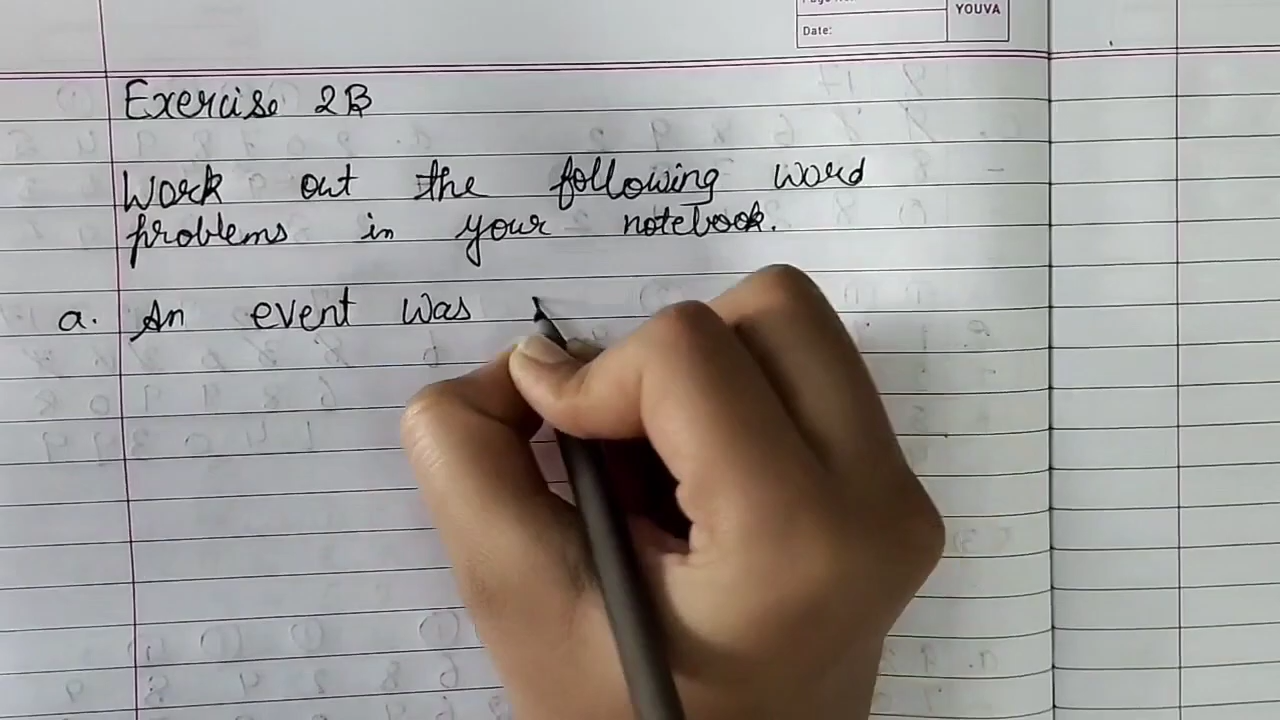 YOUVA
Date:
Exercise 2B
Work out the following word
problems in your notebook.
a. An event was